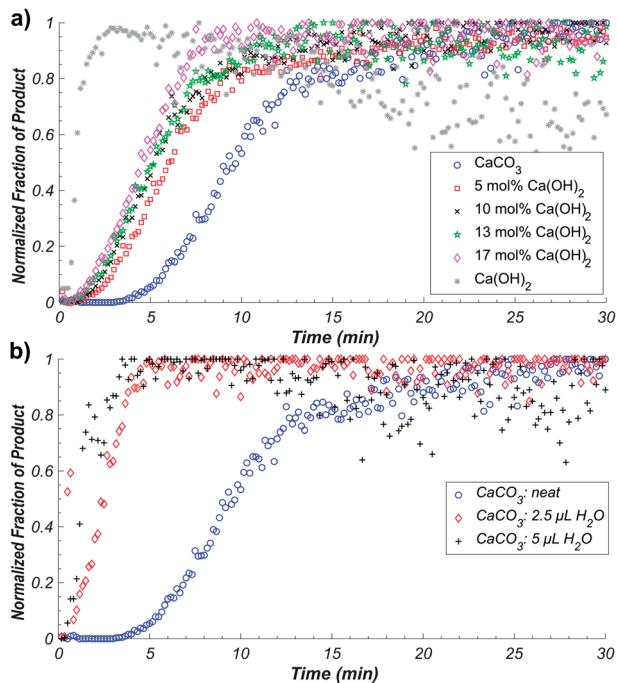 a)
1
0.8
0.6
0.4
0.2
0
Normalized Fraction of Product
CaCO3
5 mol% Ca(OH)2
10 mol% Ca(OH)2
13 mol% Ca(OH)2
17 mol% Ca(OH)2
Ca(OH)2
0 5 10 15 20 25 30
Time (min)
b)
1
0.8
0.6
0.4
0.2
0
Normalized Fraction of Product
CaCO3: neat
CaCO3: 2.5 µL H2O
CaCO3: 5 µL H2O
0 5 10 15 20 25 30
Time (min)